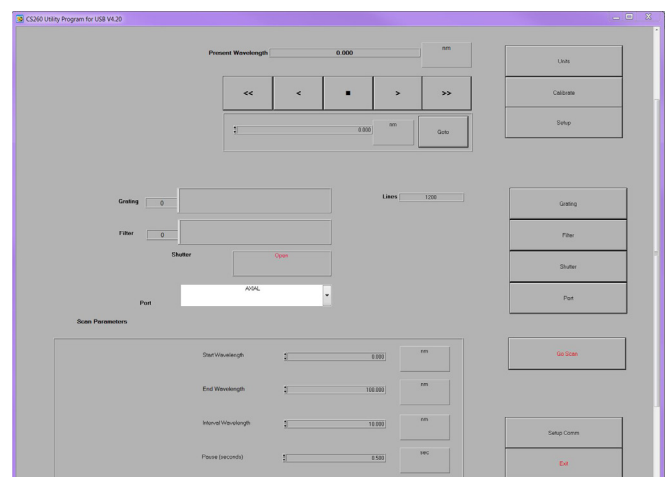 CS260 Utility Program for USB V4.20
Present Wavelength 0.000 nm
Units
<< < ■ > >>
Calibrate
0.000 nm Goto
Setup
Grating 0
Lines 1200
Grating
Filter 0
Filter
Shutter Open
Shutter
Port AXIAL
Port
Scan Parameters
Start Wavelength 0.000 nm
Go Scan
End Wavelength 100.000 nm
Interval Wavelength 10.000 nm
Setup Comm
Pause (seconds) 0.500 sec
Exit